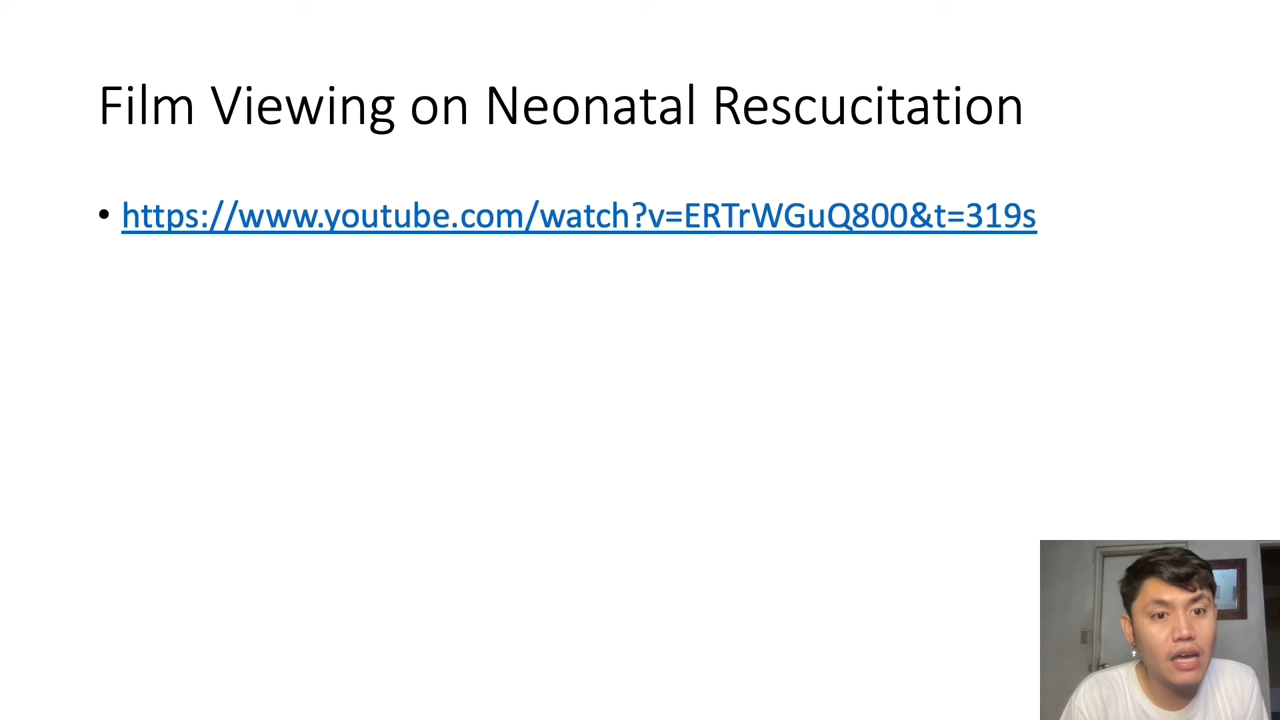 Film Viewing on Neonatal Rescucitation
• https://www.youtube.com/watch?v=ERTrWGuQ800&t=319s